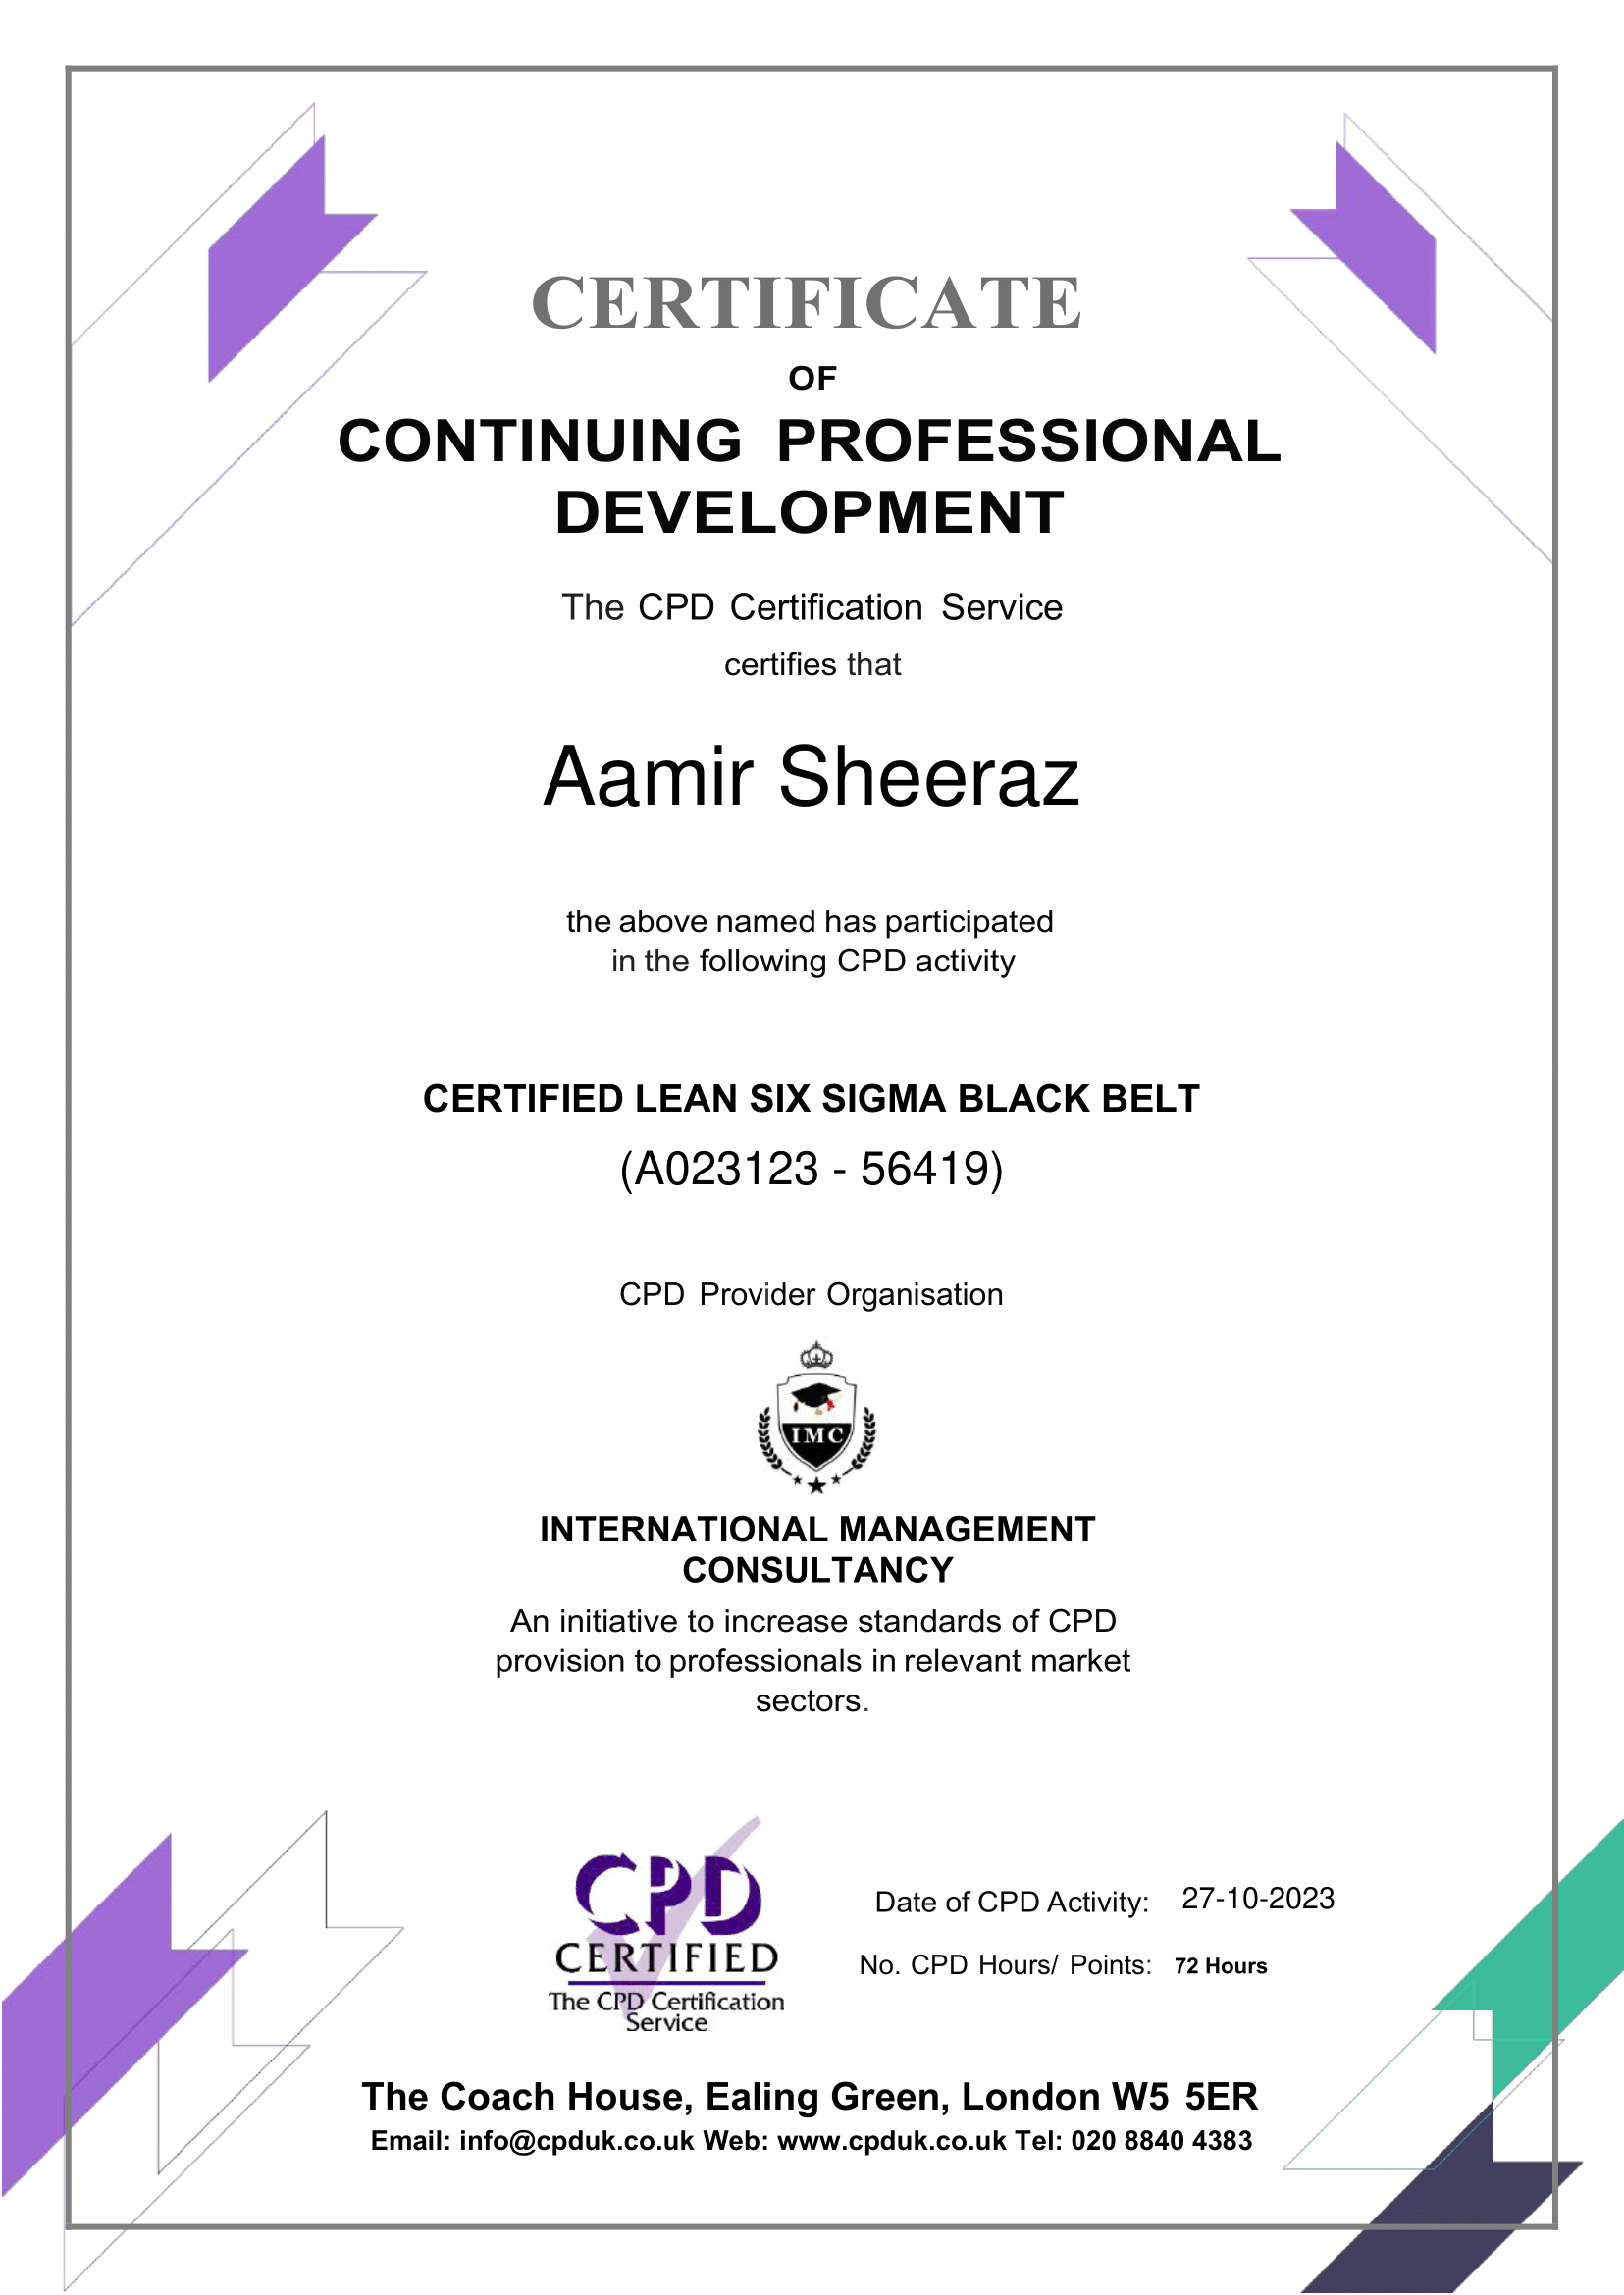 CERTIFICATE
OF
CONTINUING PROFESSIONAL
DEVELOPMENT
The CPD Certification Service
certifies that
Aamir Sheeraz
the above named has participated
in the following CPD activity
CERTIFIED LEAN SIX SIGMA BLACK BELT
(A023123 - 56419)
CPD Provider Organisation
IMC
INTERNATIONAL MANAGEMENT
CONSULTANCY
An initiative to increase standards of CPD
provision to professionals in relevant market
sectors.
CPD
CERTIFIED
The CPD Certification
Service
Date of CPD Activity: 27-10-2023
No. CPD Hours/ Points: 72 Hours
The Coach House, Ealing Green, London W5 5ER
Email: info@cpduk.co.uk Web: www.cpduk.co.uk Tel: 020 8840 4383